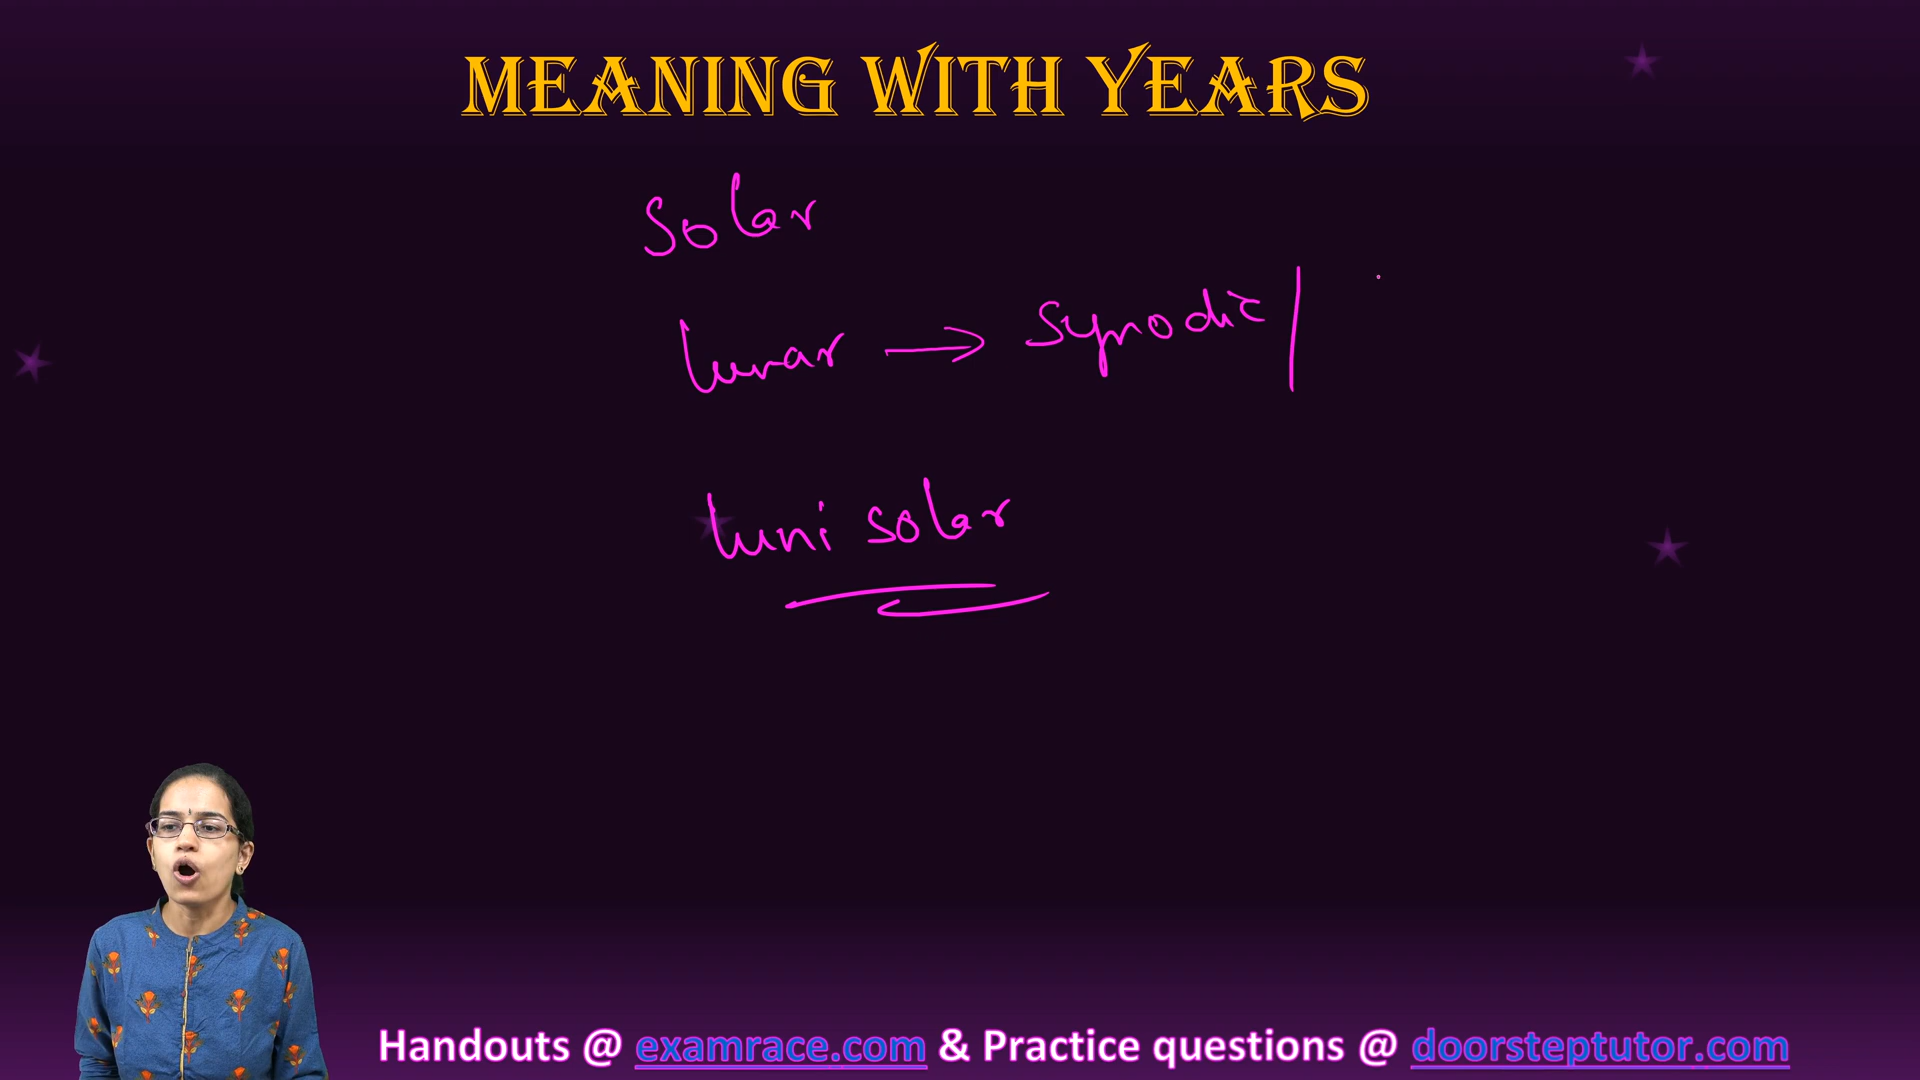 MEANING WITH YEARS
Solar
lunar → Synodic /
luni solar
Handouts @ examrace.com & Practice questions @ doorsteptutor.com